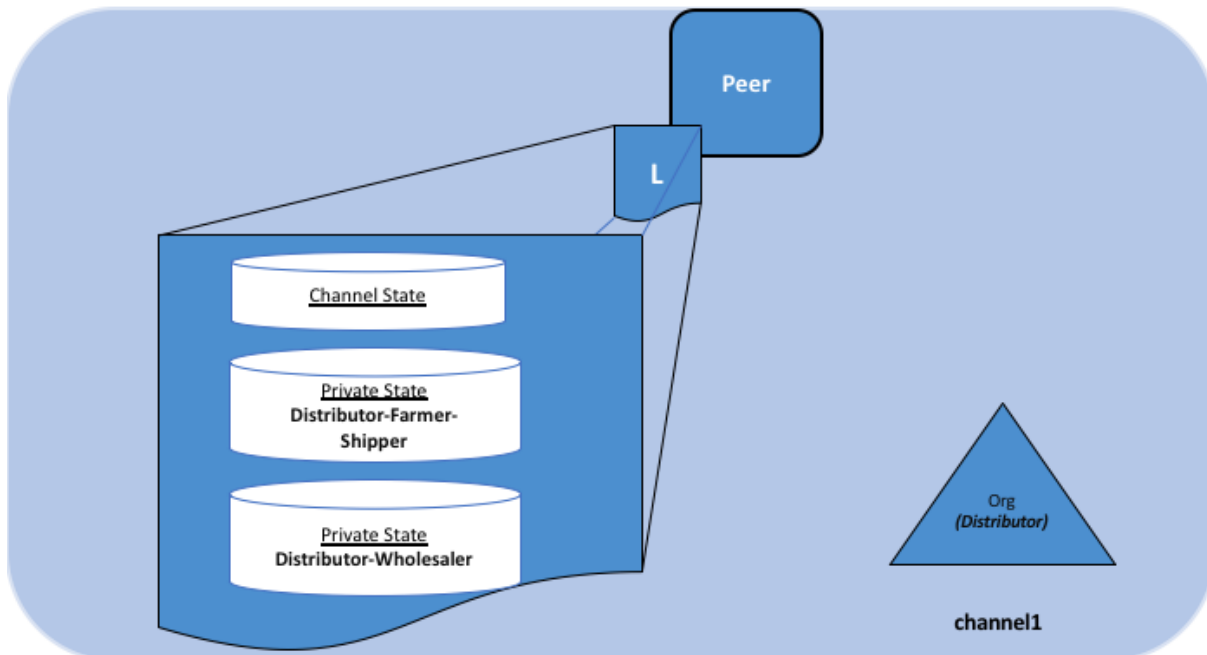 Peer
L
Channel State
Private State
Distributor-Farmer-
Shipper
Private State
Distributor-Wholesaler
Org
(Distributor)
channel1